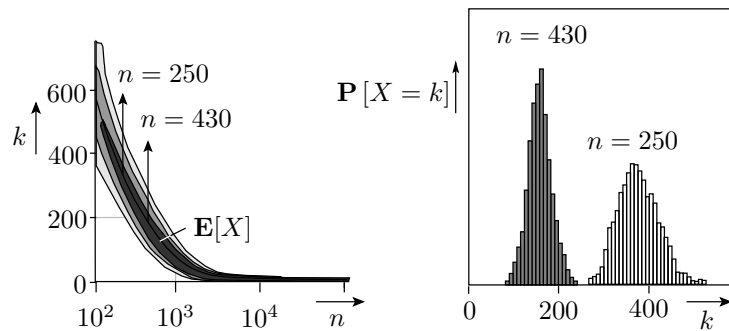 n = 250
n = 430
600
k
400
200
E[X]
0
10^2
10^3
10^4
n
n = 430
P[X = k]
n = 250
0
200
400
k